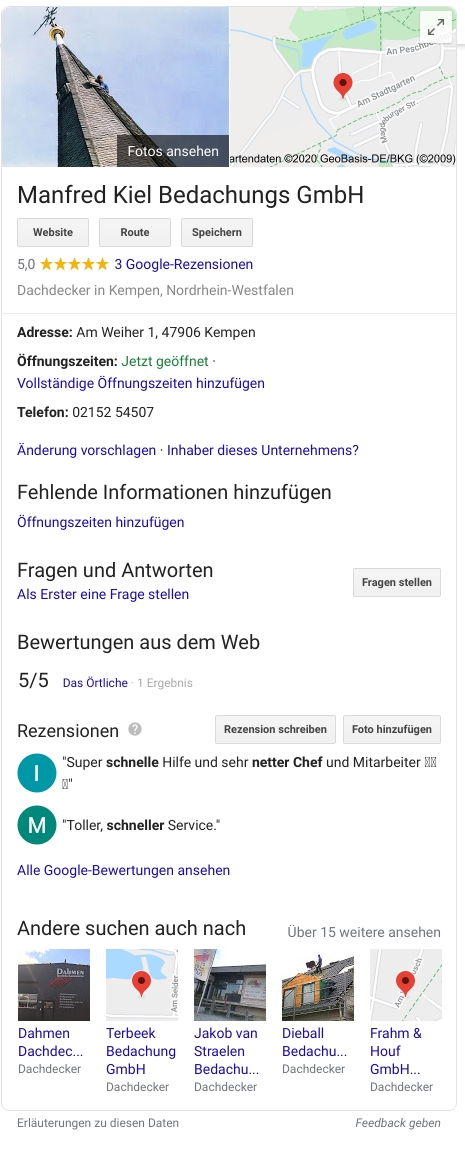 Fotos ansehen
An Peschbe
Am Stadtgarten
Magdeburger Str.
artendaten ©2020 GeoBasis-DE/BKG (©2009)
Manfred Kiel Bedachungs GmbH
Website Route Speichern
5,0 ★★★★★ 3 Google-Rezensionen
Dachdecker in Kempen, Nordrhein-Westfalen
Adresse: Am Weiher 1, 47906 Kempen
Öffnungszeiten: Jetzt geöffnet ·
Vollständige Öffnungszeiten hinzufügen
Telefon: 02152 54507
Änderung vorschlagen · Inhaber dieses Unternehmens?
Fehlende Informationen hinzufügen
Öffnungszeiten hinzufügen
Fragen und Antworten
Fragen stellen
Als Erster eine Frage stellen
Bewertungen aus dem Web
5/5 Das Örtliche · 1 Ergebnis
Rezensionen ? Rezension schreiben Foto hinzufügen
I "Super schnelle Hilfe und sehr netter Chef und Mitarbeiter
"
M "Toller, schneller Service."
Alle Google-Bewertungen ansehen
Andere suchen auch nach Über 15 weitere ansehen
DAHMEN
Am Selder
Dahmen Dachdec...
Dachdecker
Terbeek Bedachung GmbH
Dachdecker
Jakob van Straelen Bedachu...
Dachdecker
Dieball Bedachu...
Dachdecker
Frahm & Houf GmbH...
Dachdecker
Erläuterungen zu diesen Daten Feedback geben